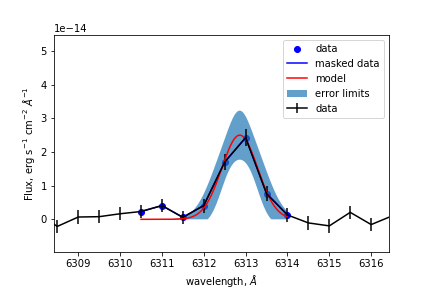 1e−14
Flux, erg s⁻¹ cm⁻² Å⁻¹
5
4
3
2
1
0
data
masked data
model
error limits
data
6309 6310 6311 6312 6313 6314 6315 6316
wavelength, Å